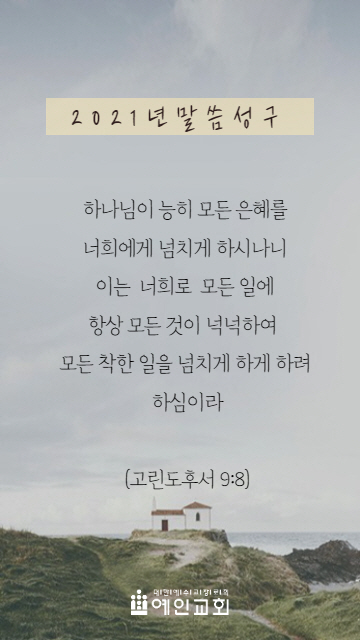 2021년말씀성구
하나님이 능히 모든 은혜를
너희에게 넘치게 하시나니
이는 너희로 모든 일에
항상 모든 것이 넉넉하여
모든 착한 일을 넘치게 하게 하려
하심이라
(고린도후서 9:8)
예인교회